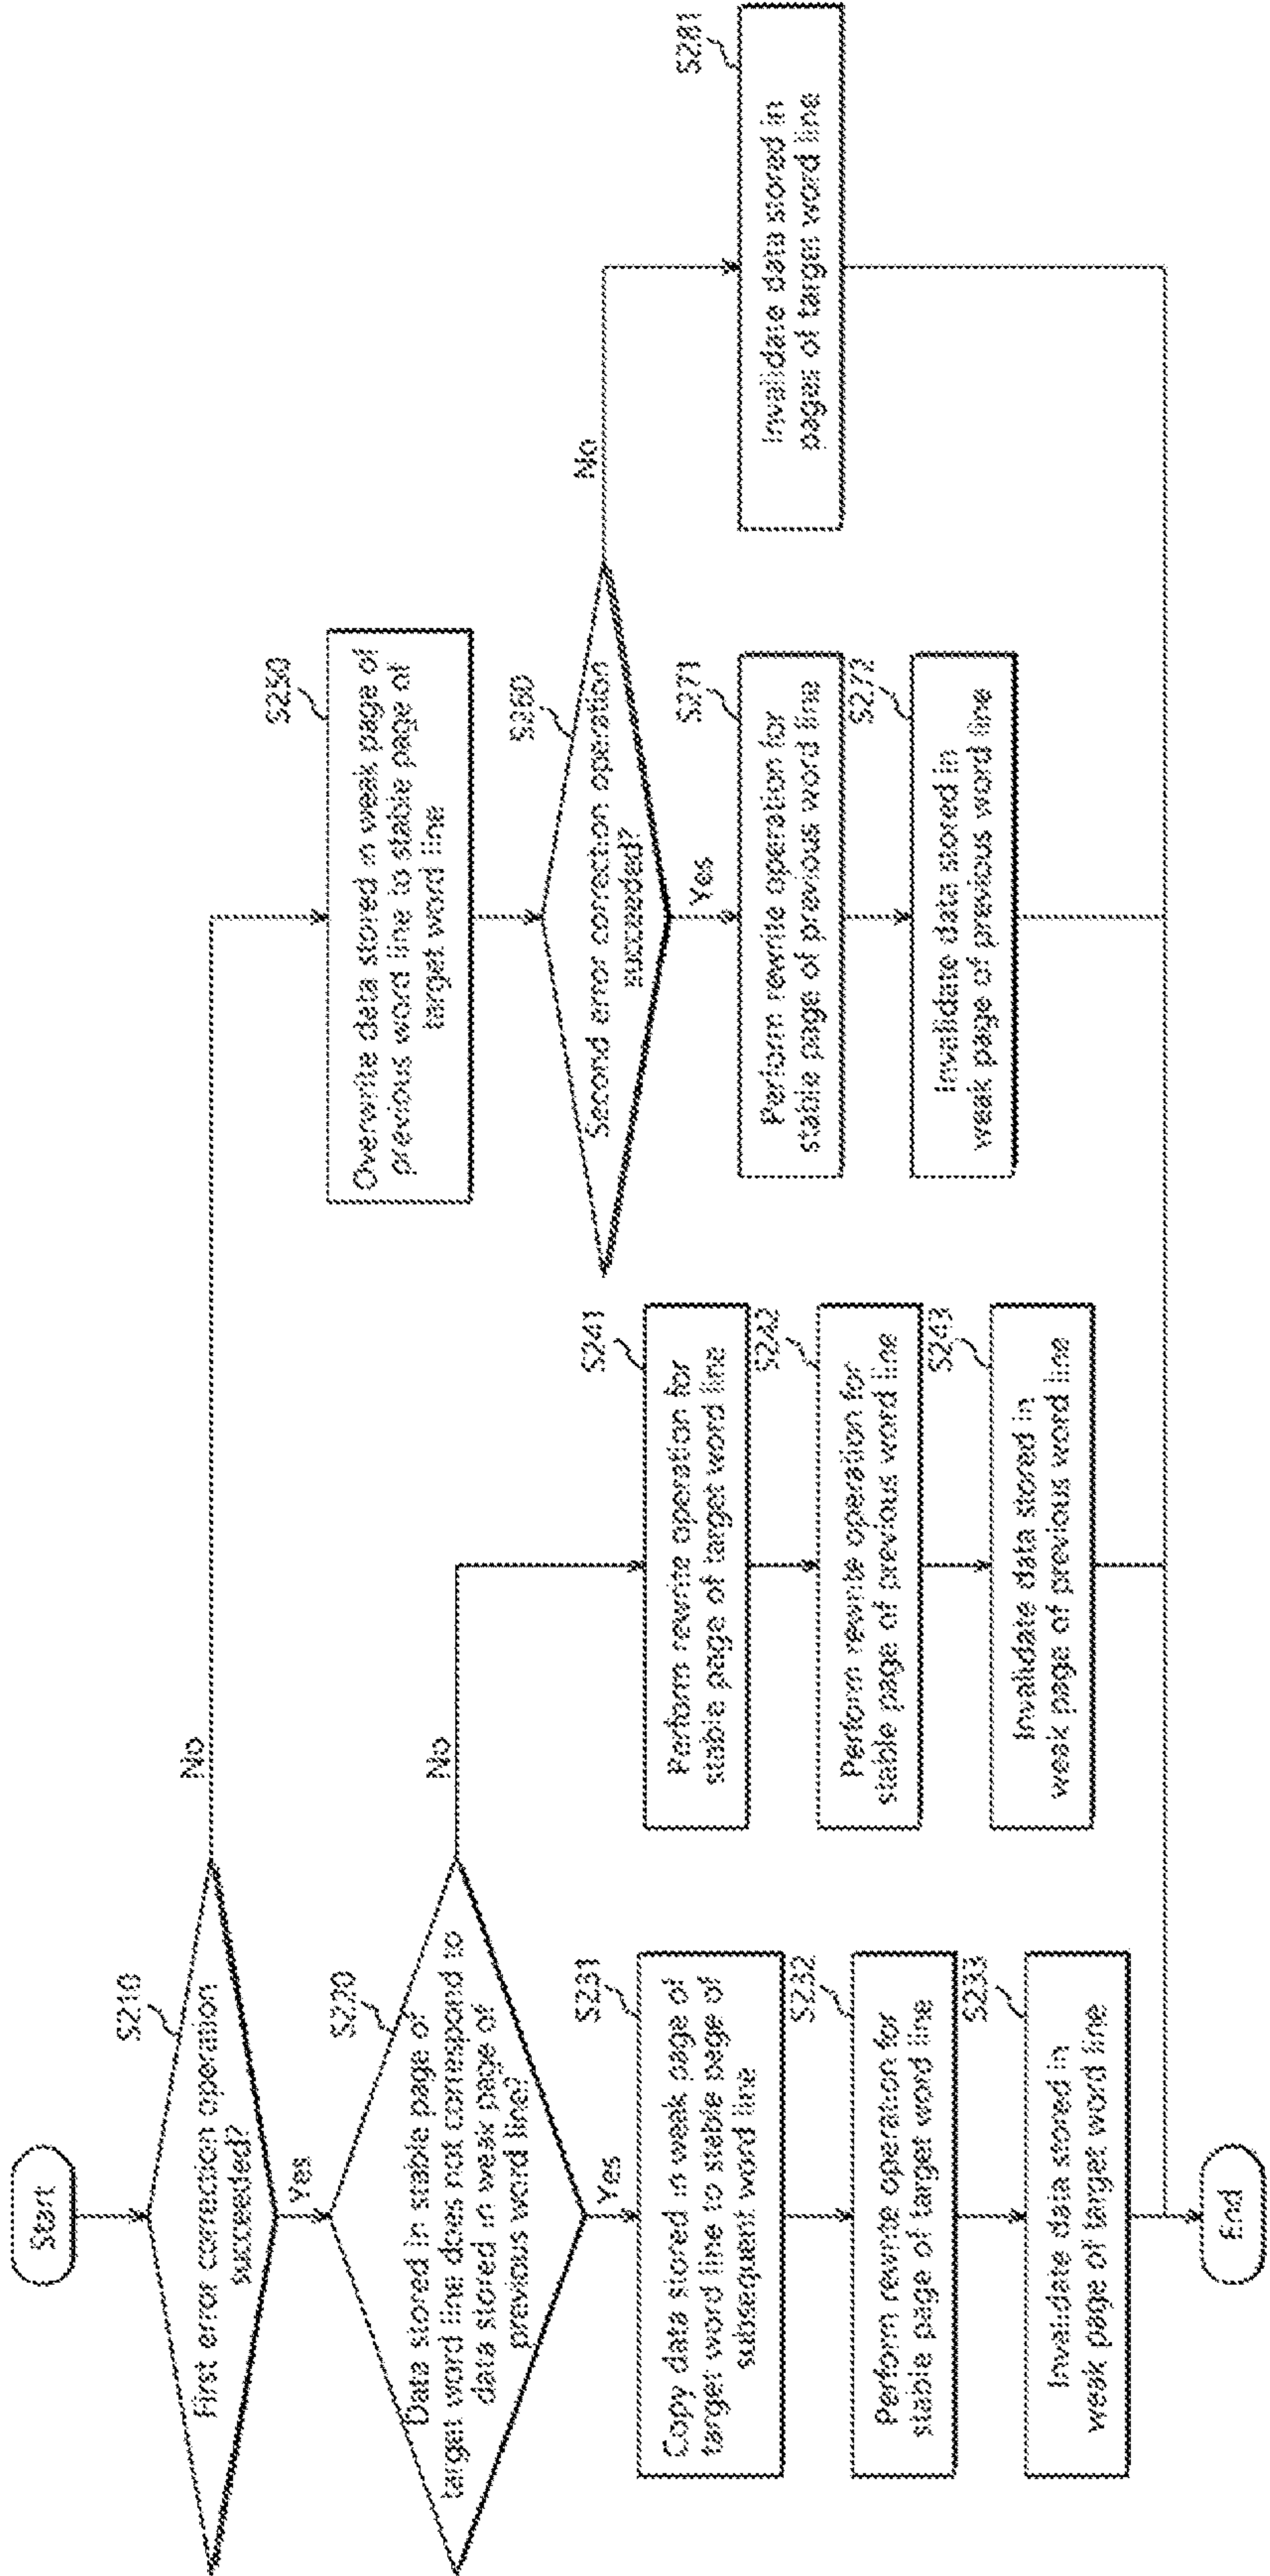 Start
S210
First error correction operation
succeeded?
No
Yes
S220
Data stored in stable page of
target word line does not correspond to
data stored in weak page of
previous word line?
No
Yes
S231
Copy data stored in weak page of
target word line to stable page of
subsequent word line
S232
Perform rewrite operaton for
stable page of target word line
S233
Invalidate data stored in
weak page of target word line
S241
Perform rewrite operation for
stable page of target word line
S242
Perform rewrite operation for
stable page of previous word line
S243
Invalidate data stored in
weak page of previous word line
S250
Overwrite data stored in weak page of
previous word line to stable page of
target word line
S260
Second error correction operation
succeeded?
No
Yes
S271
Perform rewrite operation for
stable page of previous word line
S272
Invalidate data stored in
weak page of previous word line
S281
Invalidate data stored in
pages of target word line
End